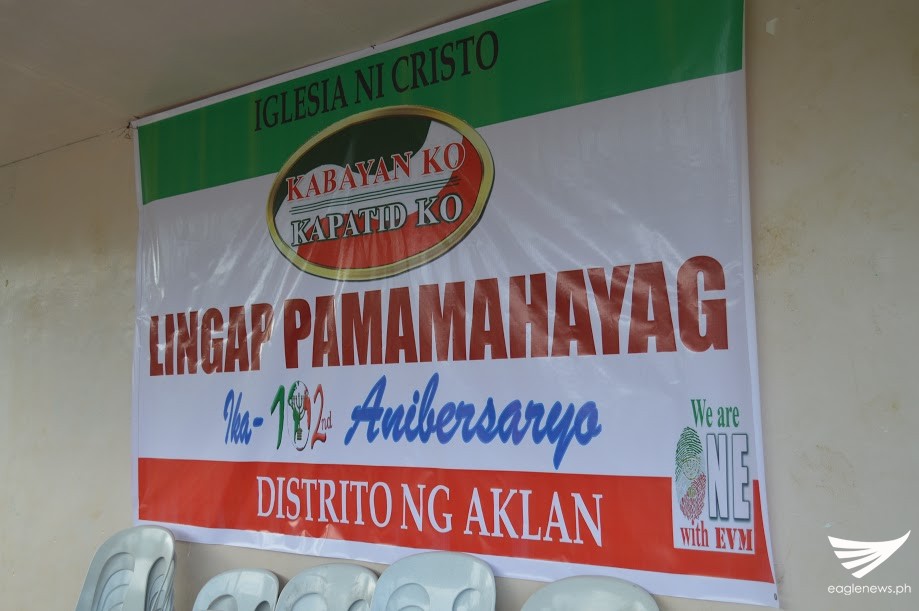 IGLESIA NI CRISTO
KABAYAN KO
KAPATID KO
LINGAP PAMAMAHAYAG
Ika-102nd Anibersaryo
DISTRITO NG AKLAN
We are
ONE
with EVM
eaglenews.ph